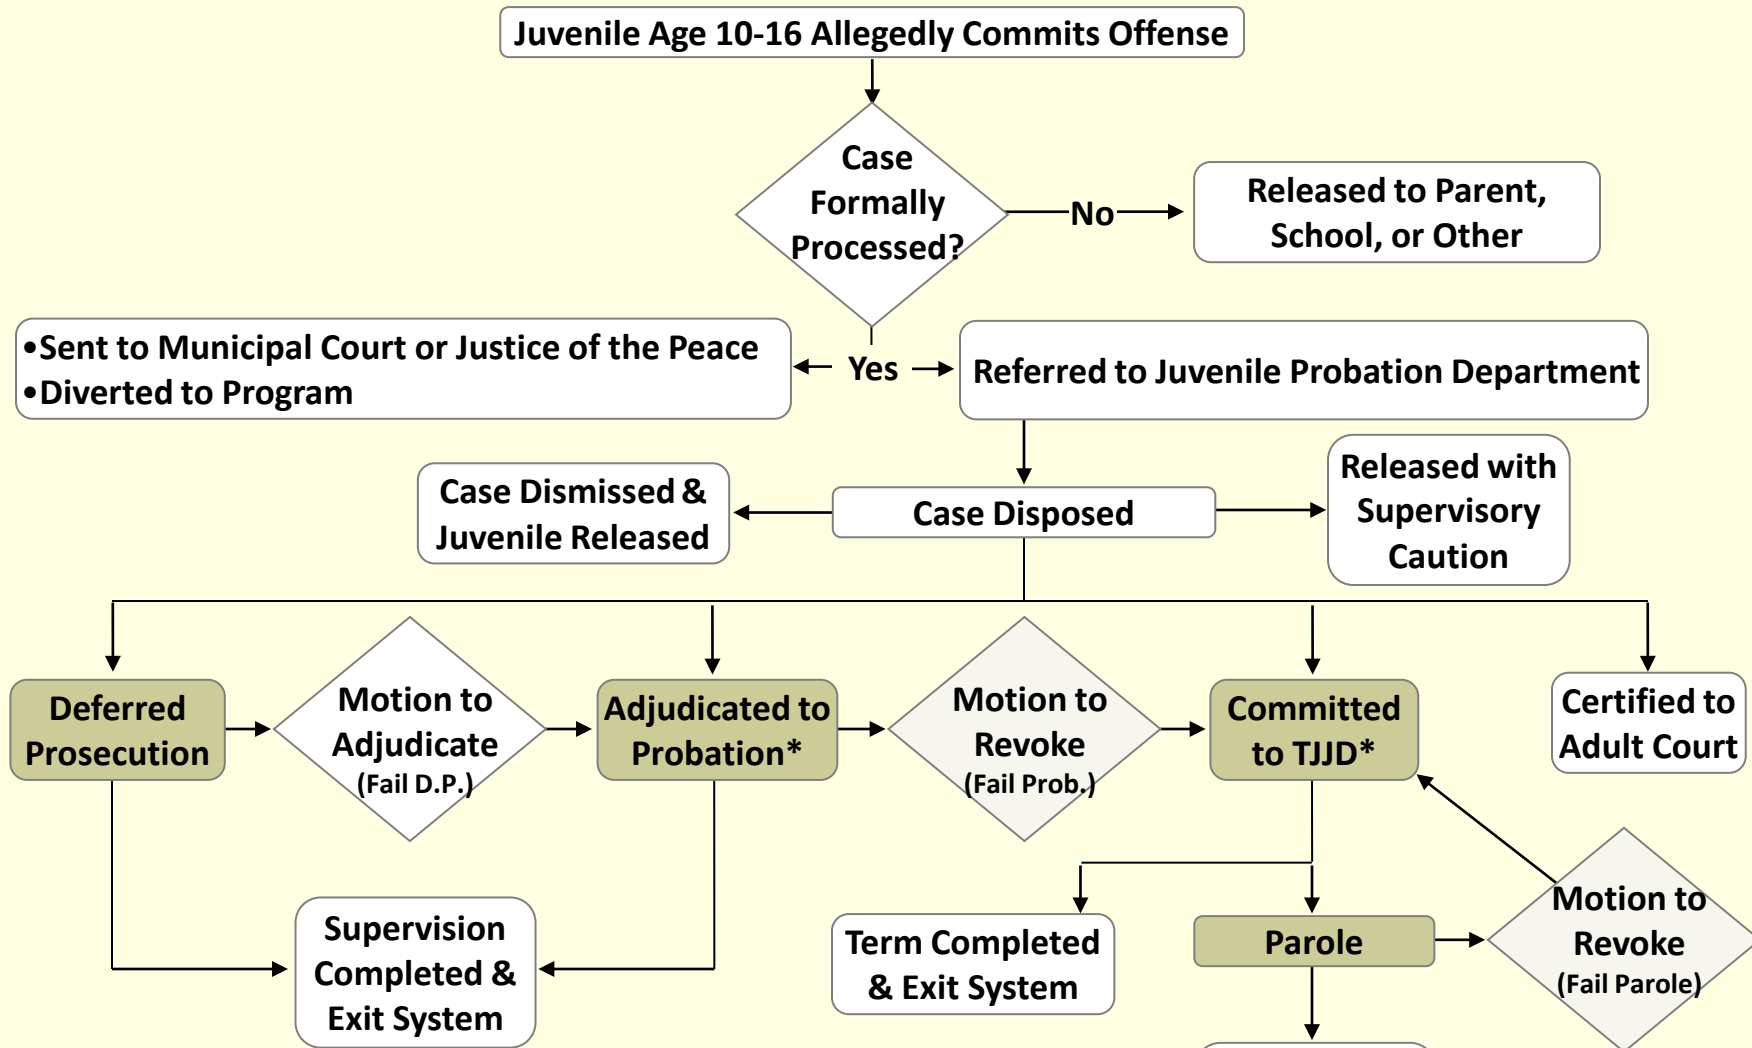 Juvenile Age 10-16 Allegedly Commits Offense
Case
Formally
Processed?
No
Released to Parent,
School, or Other
•Sent to Municipal Court or Justice of the Peace
•Diverted to Program
Yes
Referred to Juvenile Probation Department
Case Dismissed &
Juvenile Released
Case Disposed
Released with
Supervisory
Caution
Deferred
Prosecution
Motion to
Adjudicate
(Fail D.P.)
Adjudicated to
Probation*
Motion to
Revoke
(Fail Prob.)
Committed
to TJJD*
Certified to
Adult Court
Supervision
Completed &
Exit System
Term Completed
& Exit System
Parole
Motion to
Revoke
(Fail Parole)